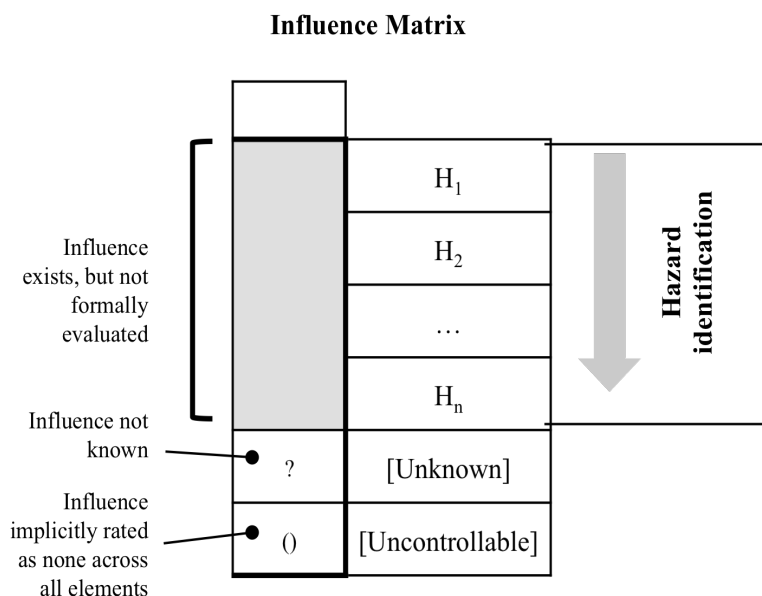 Influence Matrix
Influence
exists, but not
formally
evaluated
H₁
H₂
...
Hₙ
Hazard
identification
Influence not
known
?
[Unknown]
Influence
implicitly rated
as none across
all elements
()
[Uncontrollable]